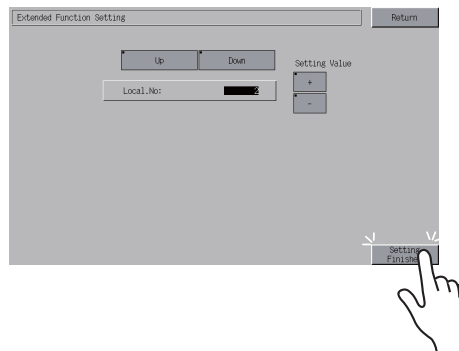 Extended Function Setting
Return
Up
Down
Setting Value
+
Local.No:
2
-
Setting